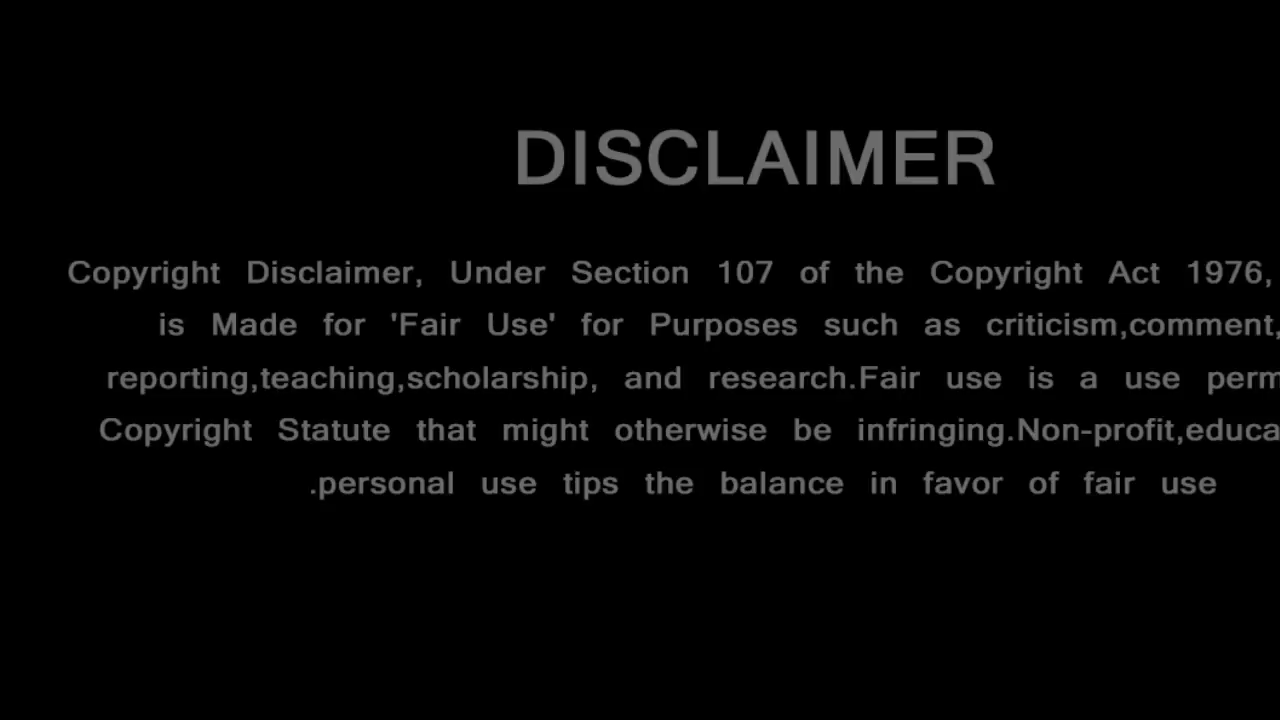 DISCLAIMER
Copyright Disclaimer, Under Section 107 of the Copyright Act 1976,
is Made for 'Fair Use' for Purposes such as criticism,comment,
reporting,teaching,scholarship, and research.Fair use is a use perm
Copyright Statute that might otherwise be infringing.Non-profit,educa
.personal use tips the balance in favor of fair use